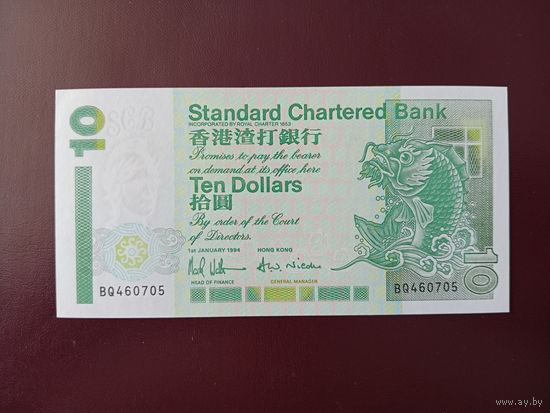 10
Standard Chartered Bank
INCORPORATED BY ROYAL CHARTER 1853
香港渣打銀行
Promises to pay the bearer
on demand at its office here
Ten Dollars
拾圓
By order of the Court
of Directors.
1st JANUARY 1994 HONG KONG
HEAD OF FINANCE GENERAL MANAGER
BQ460705
BQ460705
10
www.ay.by